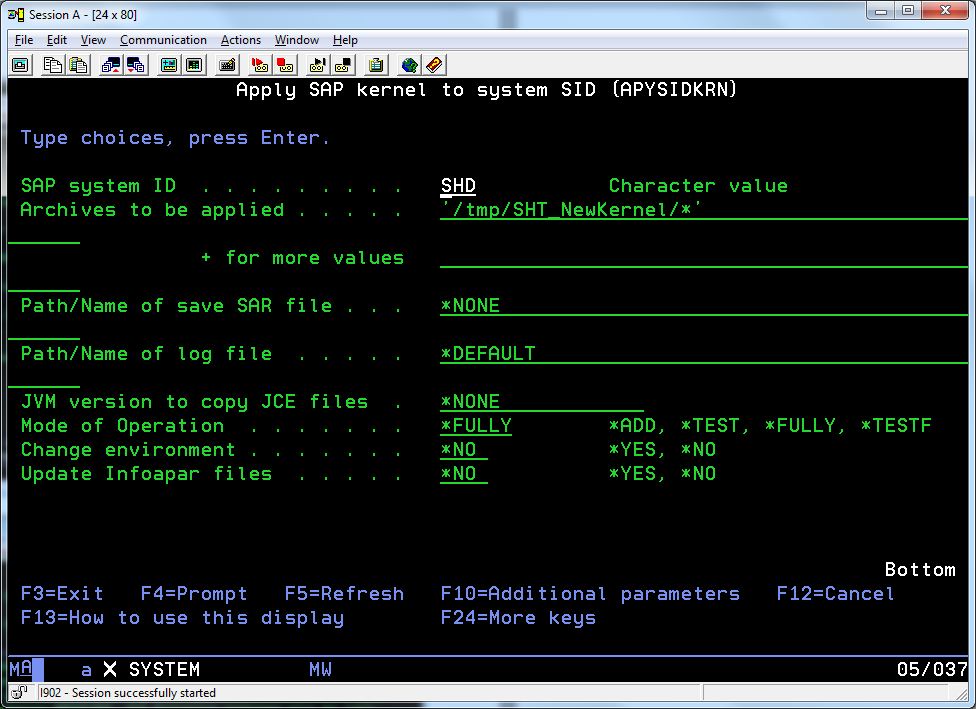 Session A - [24 x 80]
File Edit View Communication Actions Window Help
Apply SAP kernel to system SID (APYSIDKRN)
Type choices, press Enter.
SAP system ID . . . . . . . . . SHD Character value
Archives to be applied . . . . . '/tmp/SHT_NewKernel/*'
+ for more values
Path/Name of save SAR file . . . *NONE
Path/Name of log file . . . . . *DEFAULT
JVM version to copy JCE files . *NONE
Mode of Operation . . . . . . . *FULLY *ADD, *TEST, *FULLY, *TESTF
Change environment . . . . . . . *NO *YES, *NO
Update Infoapar files . . . . . *NO *YES, *NO
Bottom
F3=Exit F4=Prompt F5=Refresh F10=Additional parameters F12=Cancel
F13=How to use this display F24=More keys
MA a X SYSTEM MW 05/037
I902 - Session successfully started